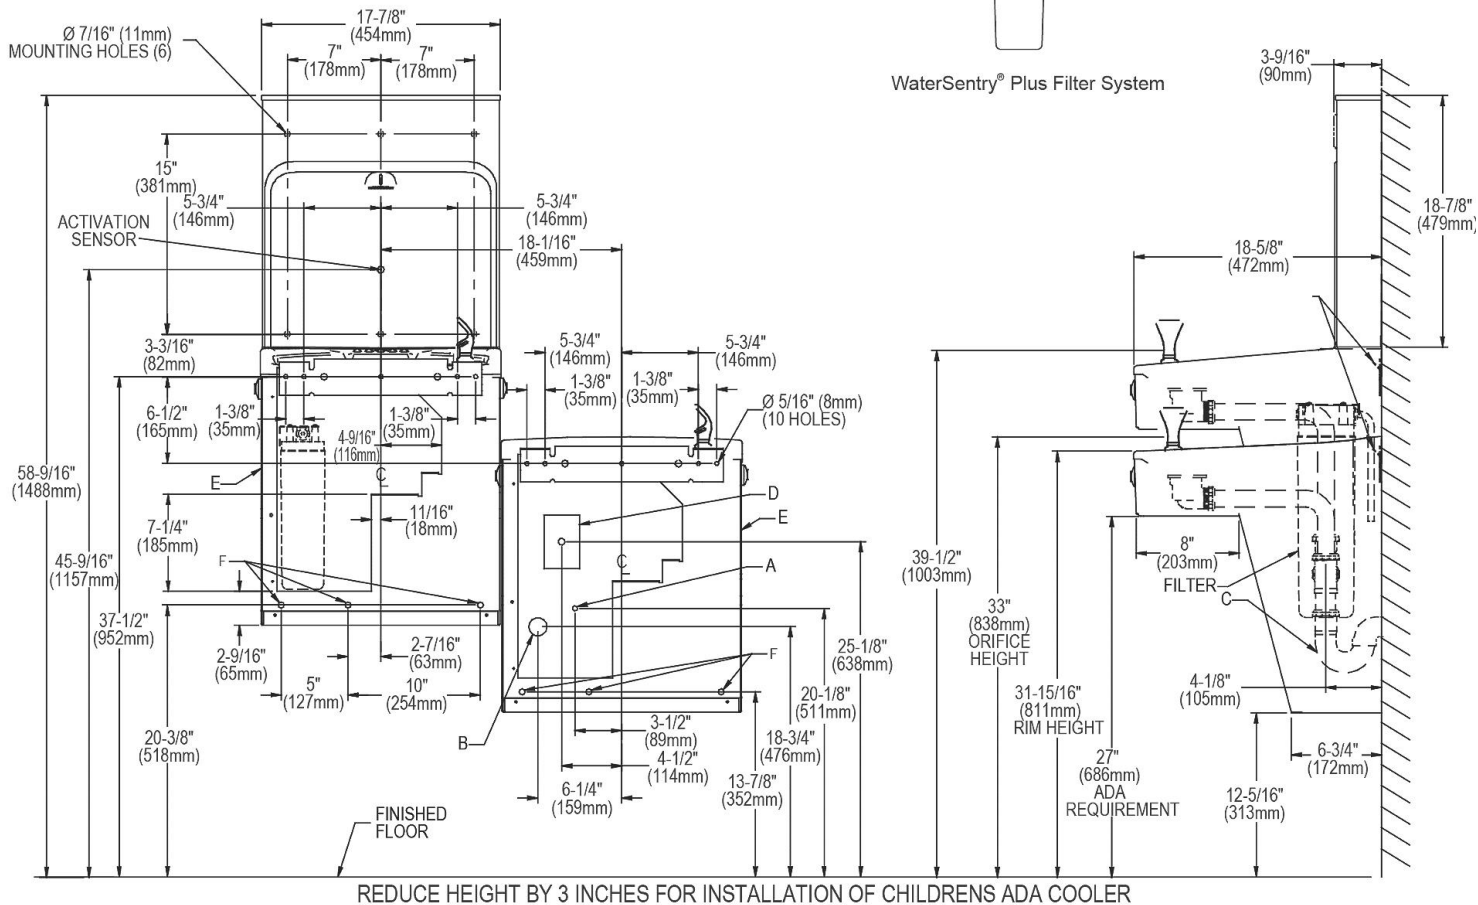 17-7/8"
(454mm)
Ø 7/16" (11mm)
MOUNTING HOLES (6)
7"
(178mm)
7"
(178mm)
WaterSentry® Plus Filter System
3-9/16"
(90mm)
15"
(381mm)
5-3/4"
(146mm)
5-3/4"
(146mm)
ACTIVATION
SENSOR
18-1/16"
(459mm)
18-7/8"
(479mm)
18-5/8"
(472mm)
3-3/16"
(82mm)
5-3/4"
(146mm)
5-3/4"
(146mm)
6-1/2"
(165mm)
1-3/8"
(35mm)
1-3/8"
(35mm)
1-3/8"
(35mm)
1-3/8"
(35mm)
Ø 5/16" (8mm)
(10 HOLES)
4-9/16"
(116mm)
58-9/16"
(1488mm)
E
C
L
11/16"
(18mm)
D
E
7-1/4"
(185mm)
45-9/16"
(1157mm)
F
C
L
A
39-1/2"
(1003mm)
8"
(203mm)
FILTER
C
37-1/2"
(952mm)
33"
(838mm)
ORIFICE
HEIGHT
2-9/16"
(65mm)
2-7/16"
(63mm)
F
25-1/8"
(638mm)
5"
(127mm)
10"
(254mm)
20-1/8"
(511mm)
31-15/16"
(811mm)
RIM HEIGHT
4-1/8"
(105mm)
20-3/8"
(518mm)
B
3-1/2"
(89mm)
18-3/4"
(476mm)
4-1/2"
(114mm)
27"
(686mm)
ADA
REQUIREMENT
6-3/4"
(172mm)
6-1/4"
(159mm)
13-7/8"
(352mm)
12-5/16"
(313mm)
FINISHED
FLOOR
REDUCE HEIGHT BY 3 INCHES FOR INSTALLATION OF CHILDRENS ADA COOLER